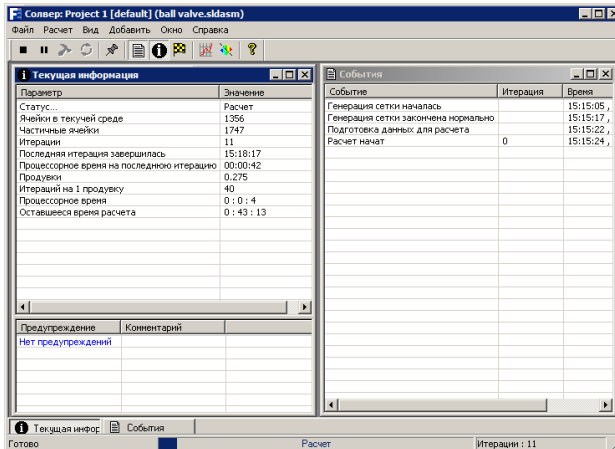 Солвер: Project 1 [default] (ball valve.sldasm)
Файл Расчет Вид Добавить Окно Справка
Текущая информация
Параметр Значение
Статус... Расчет
Ячейки в текучей среде 1356
Частичные ячейки 1747
Итерации 11
Последняя итерация завершилась 15:18:17
Процессорное время на последнюю итерацию 00:00:42
Продувки 0.275
Итераций на 1 продувку 40
Процессорное время 0 : 0 : 4
Оставшееся время расчета 0 : 43 : 13
Предупреждение Комментарий
Нет предупреждений
События
Событие Итерация Время
Генерация сетки началась 15:15:05 ,
Генерация сетки закончена нормально 15:15:17 ,
Подготовка данных для расчета 15:15:22 ,
Расчет начат 0 15:15:24 ,
Текущая инфор События
Готово Расчет Итерации : 11